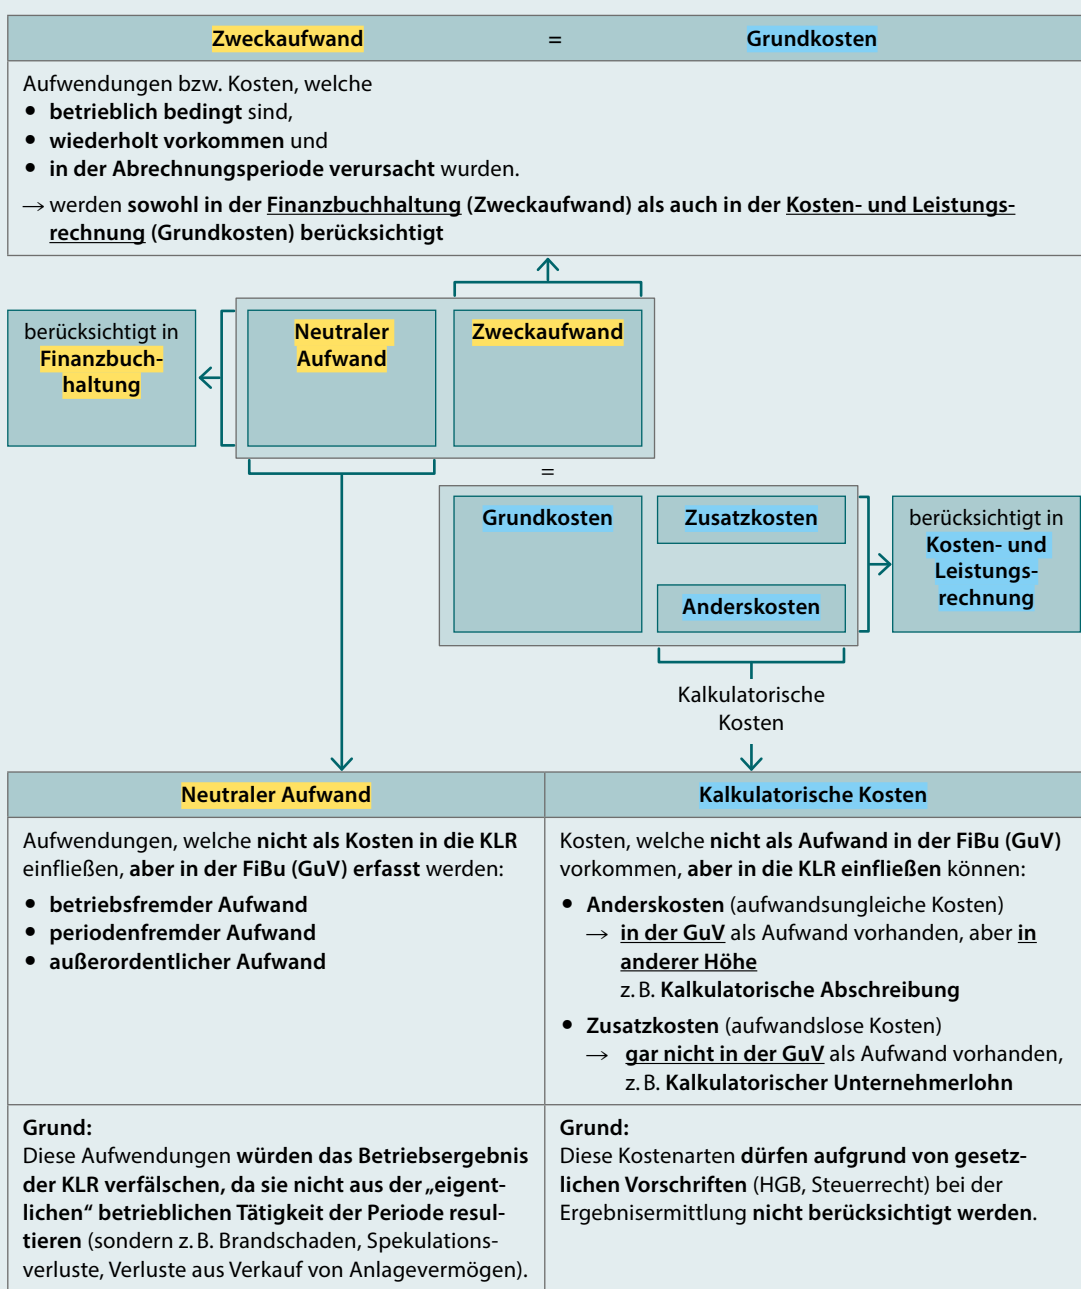 Zweckaufwand = Grundkosten
Aufwendungen bzw. Kosten, welche
• betrieblich bedingt sind,
• wiederholt vorkommen und
• in der Abrechnungsperiode verursacht wurden.
→ werden sowohl in der Finanzbuchhaltung (Zweckaufwand) als auch in der Kosten- und Leistungs-
rechnung (Grundkosten) berücksichtigt
berücksichtigt in
Finanzbuch-
haltung
Neutraler
Aufwand
Zweckaufwand
=
Grundkosten
Zusatzkosten
Anderskosten
berücksichtigt in
Kosten- und
Leistungs-
rechnung
Kalkulatorische
Kosten
Neutraler Aufwand
Aufwendungen, welche nicht als Kosten in die KLR
einfließen, aber in der FiBu (GuV) erfasst werden:
• betriebsfremder Aufwand
• periodenfremder Aufwand
• außerordentlicher Aufwand
Grund:
Diese Aufwendungen würden das Betriebsergebnis
der KLR verfälschen, da sie nicht aus der „eigent-
lichen“ betrieblichen Tätigkeit der Periode resul-
tieren (sondern z. B. Brandschaden, Spekulations-
verluste, Verluste aus Verkauf von Anlagevermögen).
Kalkulatorische Kosten
Kosten, welche nicht als Aufwand in der FiBu (GuV)
vorkommen, aber in die KLR einfließen können:
• Anderskosten (aufwandsungleiche Kosten)
→ in der GuV als Aufwand vorhanden, aber in
anderer Höhe
z. B. Kalkulatorische Abschreibung
• Zusatzkosten (aufwandslose Kosten)
→ gar nicht in der GuV als Aufwand vorhanden,
z. B. Kalkulatorischer Unternehmerlohn
Grund:
Diese Kostenarten dürfen aufgrund von gesetz-
lichen Vorschriften (HGB, Steuerrecht) bei der
Ergebnisermittlung nicht berücksichtigt werden.